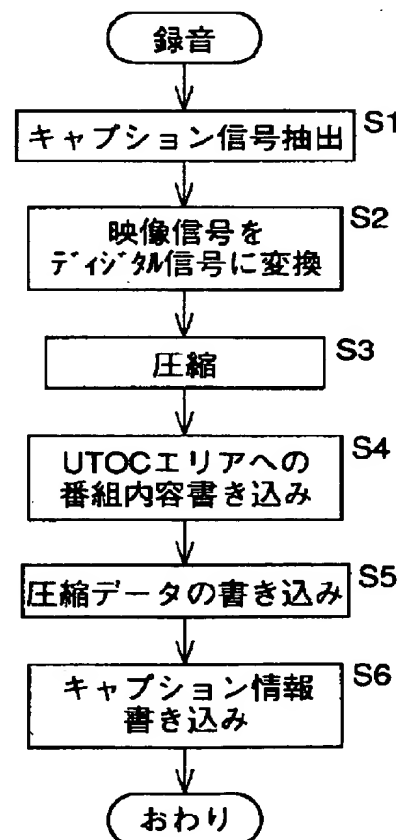 録音
キャプション信号抽出 S1
映像信号を S2
ディジタル信号に変換
圧縮 S3
UTOCエリアへの S4
番組内容書き込み
圧縮データの書き込み S5
キャプション情報 S6
書き込み
おわり